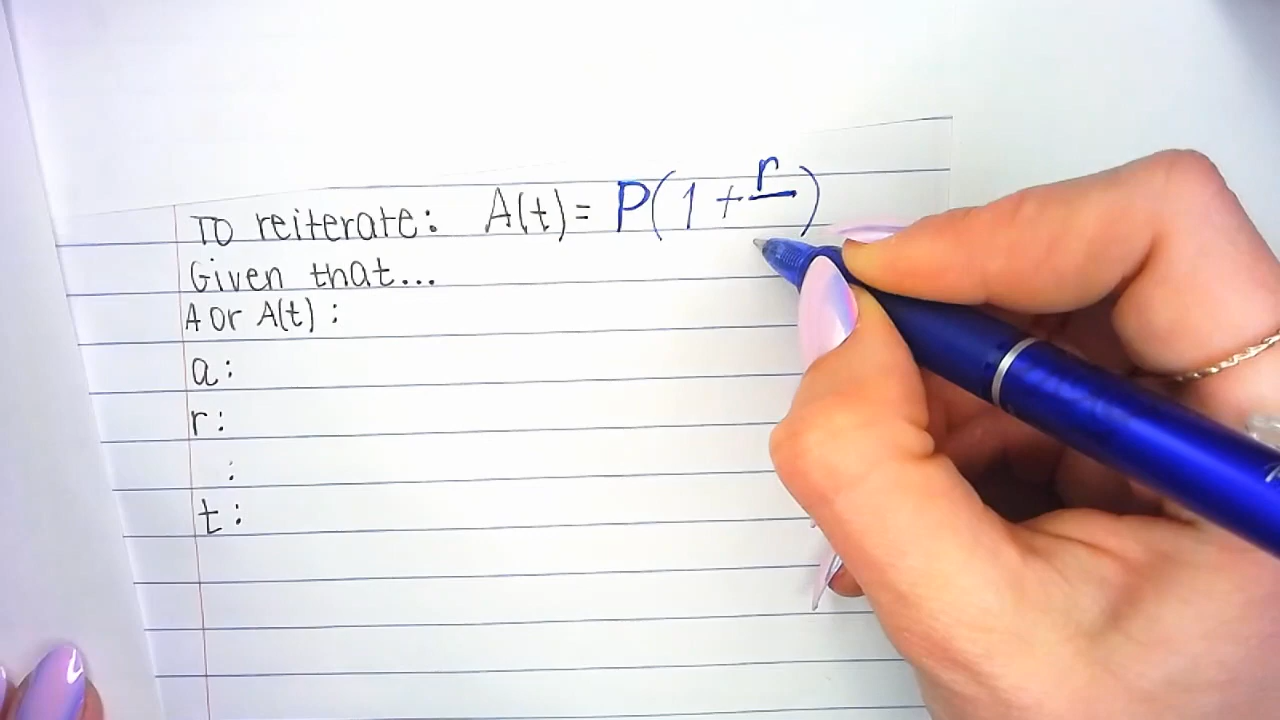 To reiterate: A(t) = P(1 + r/ )
Given that...
A or A(t) :
a :
r :
:
t :